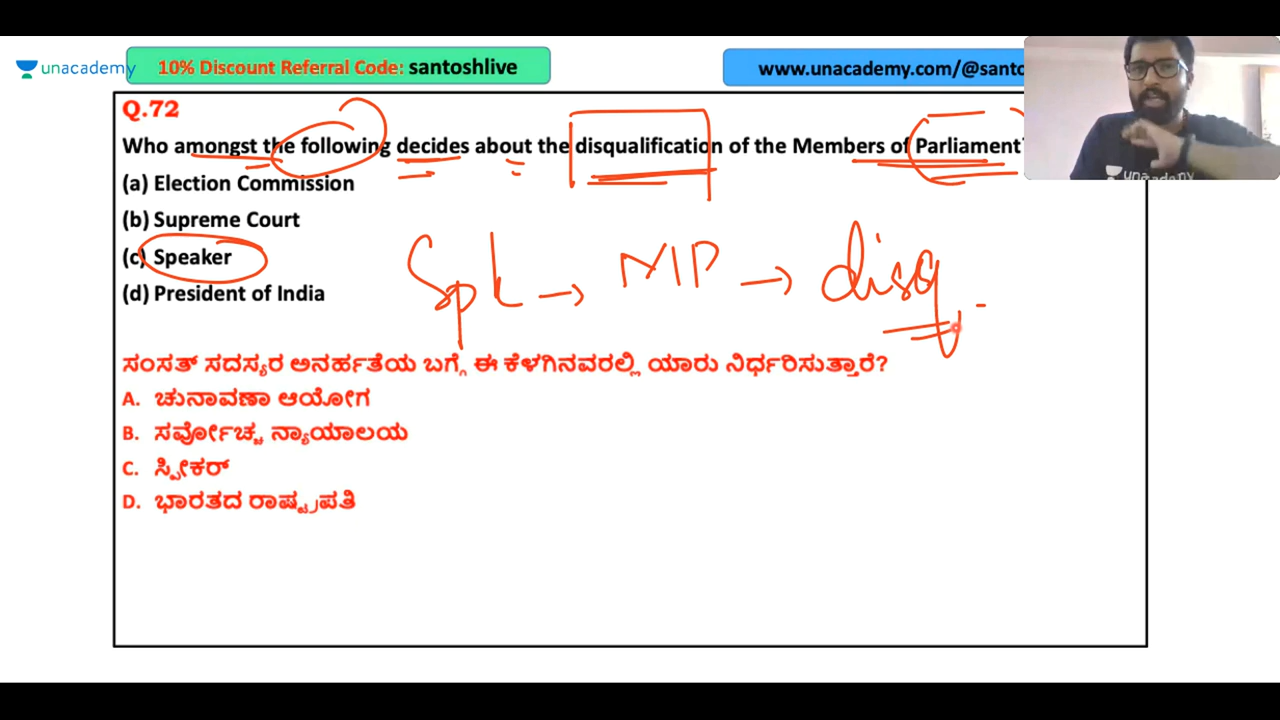 unacademy
10% Discount Referral Code: santoshlive
www.unacademy.com/@santo
Q.72
Who amongst the following decides about the disqualification of the Members of Parliament?
(a) Election Commission
(b) Supreme Court
(c) Speaker
(d) President of India
Spk → MP → disq
ಸಂಸತ್ ಸದಸ್ಯರ ಅನರ್ಹತೆಯ ಬಗ್ಗೆ ಈ ಕೆಳಗಿನವರಲ್ಲಿ ಯಾರು ನಿರ್ಧರಿಸುತ್ತಾರೆ?
A. ಚುನಾವಣಾ ಆಯೋಗ
B. ಸರ್ವೋಚ್ಚ ನ್ಯಾಯಾಲಯ
C. ಸ್ಪೀಕರ್
D. ಭಾರತದ ರಾಷ್ಟ್ರಪತಿ